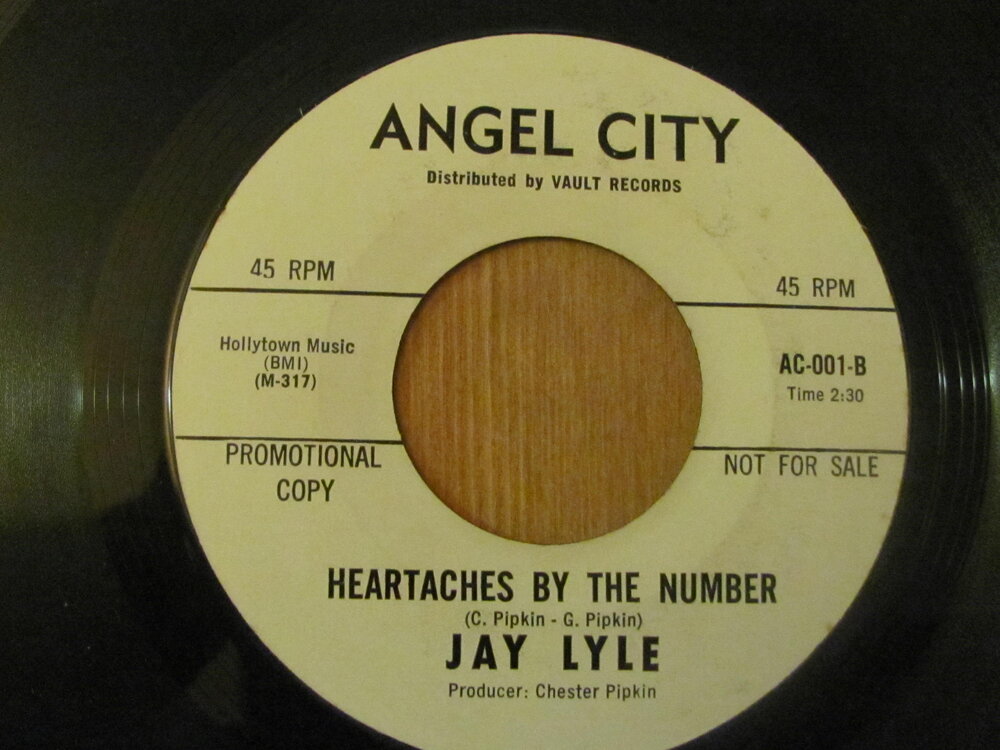 ANGEL CITY
Distributed by VAULT RECORDS
45 RPM
45 RPM
Hollytown Music
(BMI)
(M-317)
AC-001-B
Time 2:30
PROMOTIONAL
COPY
NOT FOR SALE
HEARTACHES BY THE NUMBER
(C. Pipkin - G. Pipkin)
JAY LYLE
Producer: Chester Pipkin